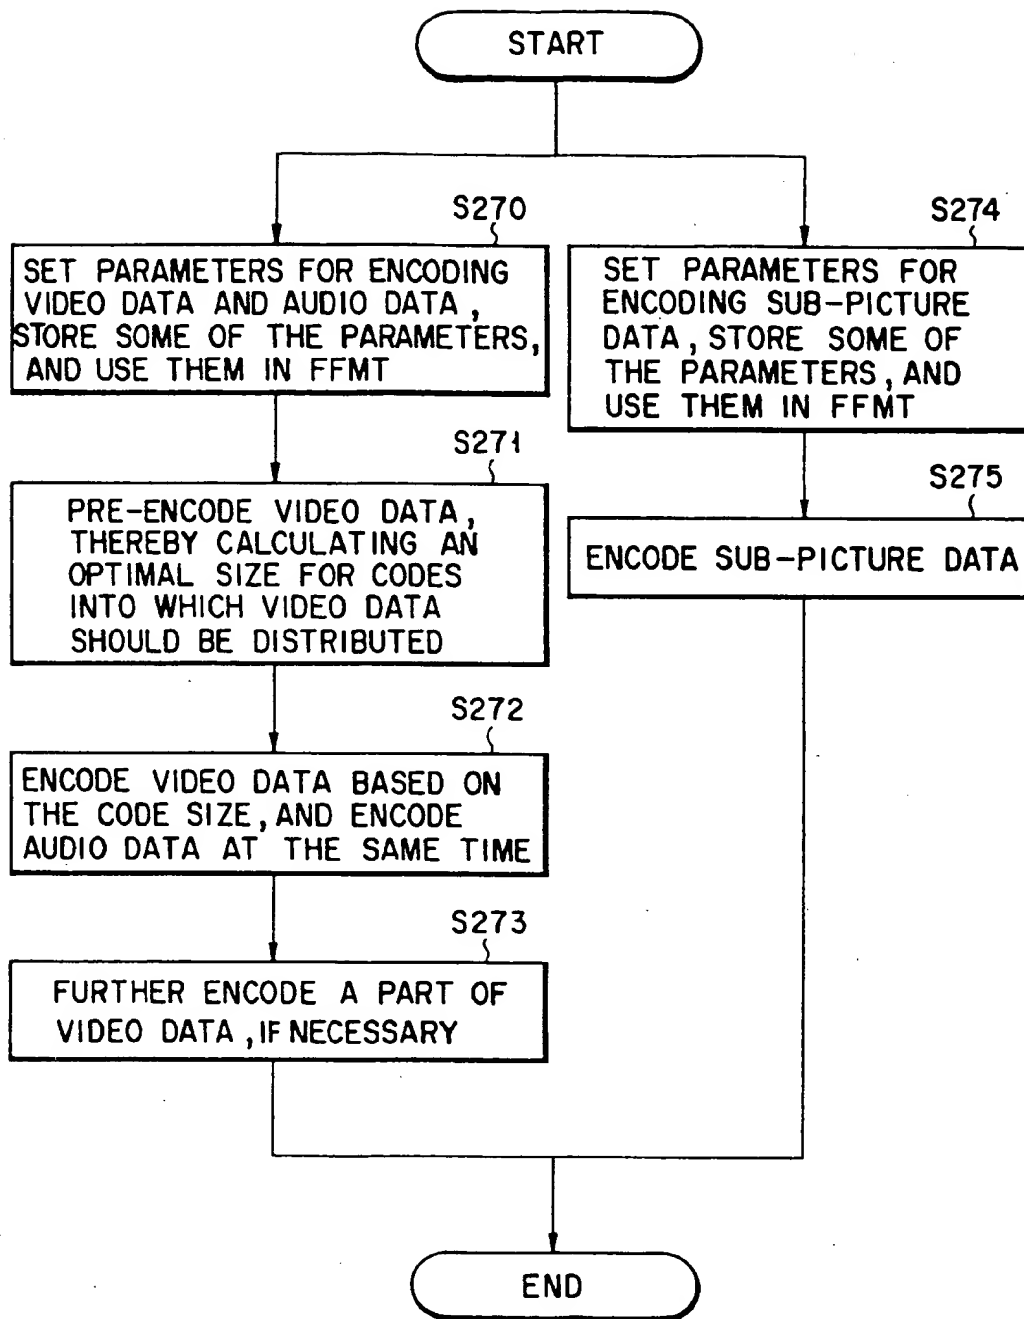 START
S270
SET PARAMETERS FOR ENCODING
VIDEO DATA AND AUDIO DATA,
STORE SOME OF THE PARAMETERS,
AND USE THEM IN FFMT
S271
PRE-ENCODE VIDEO DATA,
THEREBY CALCULATING AN
OPTIMAL SIZE FOR CODES
INTO WHICH VIDEO DATA
SHOULD BE DISTRIBUTED
S272
ENCODE VIDEO DATA BASED ON
THE CODE SIZE, AND ENCODE
AUDIO DATA AT THE SAME TIME
S273
FURTHER ENCODE A PART OF
VIDEO DATA, IF NECESSARY
S274
SET PARAMETERS FOR
ENCODING SUB-PICTURE
DATA, STORE SOME OF
THE PARAMETERS, AND
USE THEM IN FFMT
S275
ENCODE SUB-PICTURE DATA
END